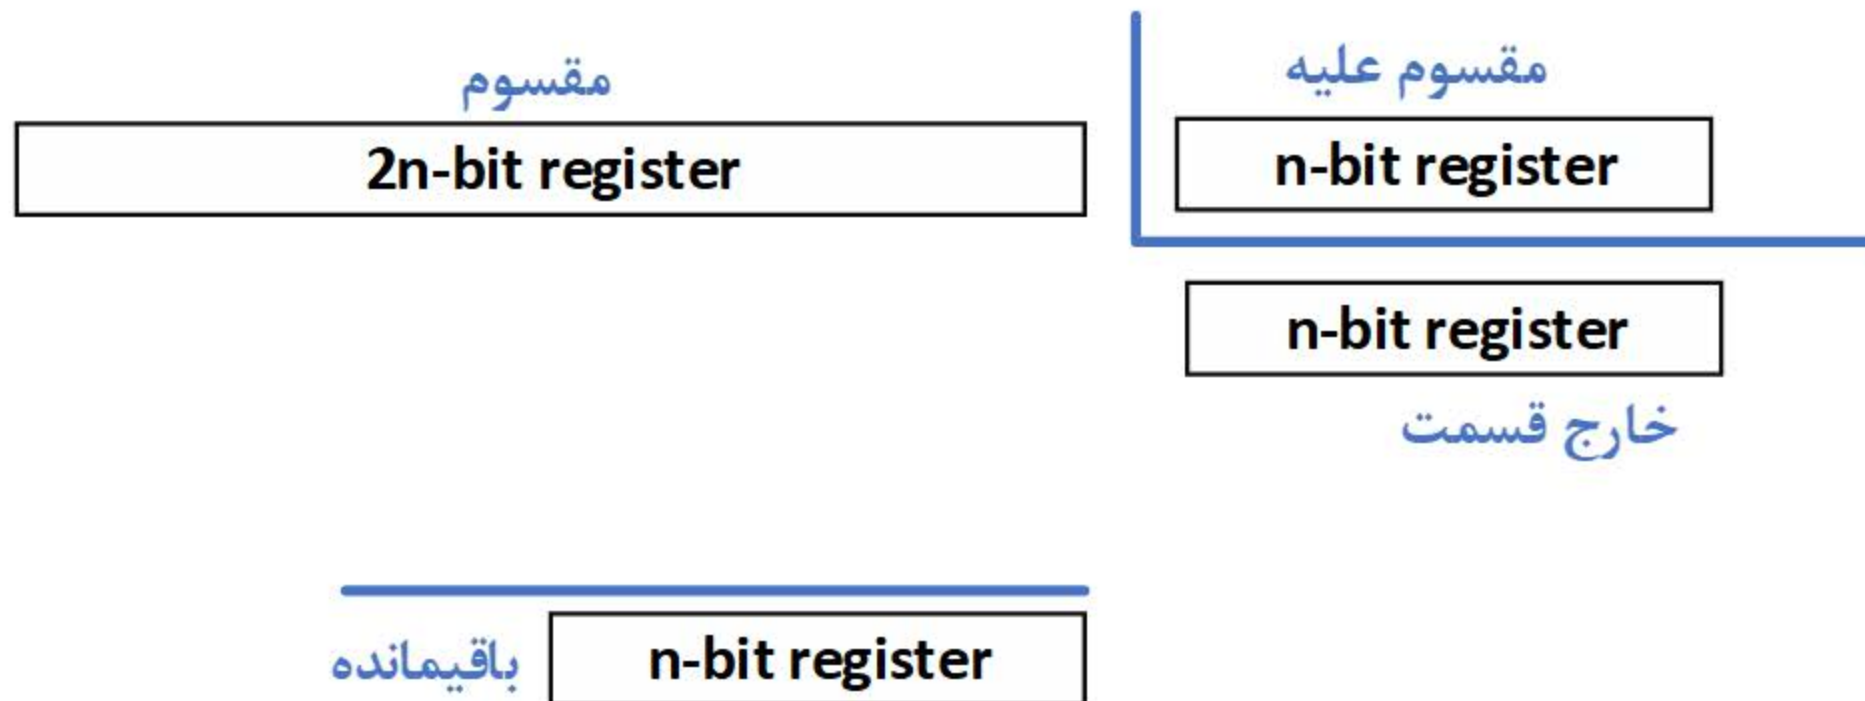 مقسوم
2n-bit register
مقسوم علیه
n-bit register
n-bit register
خارج قسمت
باقیمانده
n-bit register